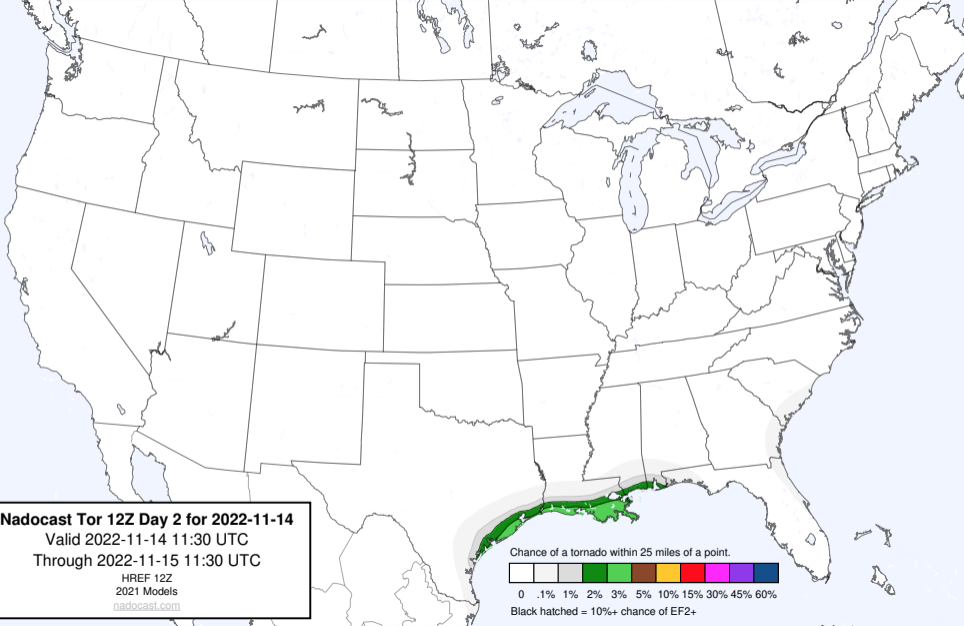 Nadocast Tor 12Z Day 2 for 2022-11-14
Valid 2022-11-14 11:30 UTC
Through 2022-11-15 11:30 UTC
HREF 12Z
2021 Models
nadocast.com
Chance of a tornado within 25 miles of a point.
0 .1% 1% 2% 3% 5% 10% 15% 30% 45% 60%
Black hatched = 10%+ chance of EF2+